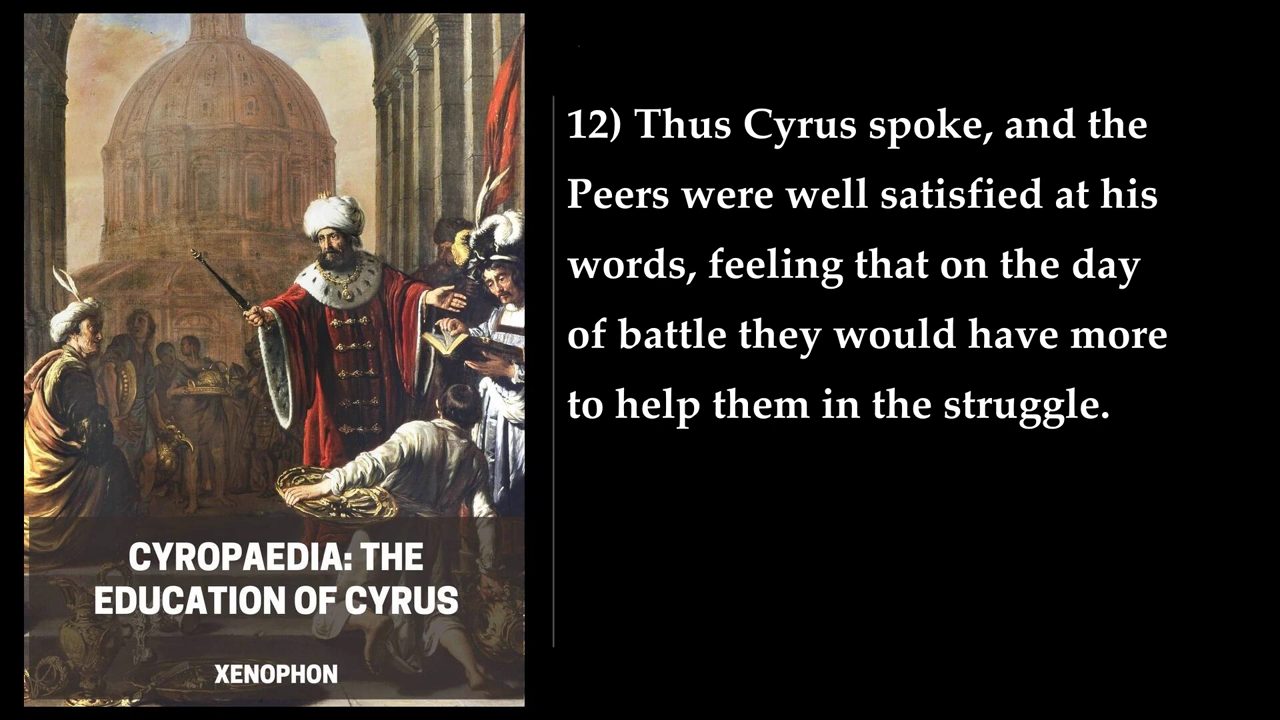 CYROPAEDIA: THE
EDUCATION OF CYRUS
XENOPHON
12) Thus Cyrus spoke, and the
Peers were well satisfied at his
words, feeling that on the day
of battle they would have more
to help them in the struggle.